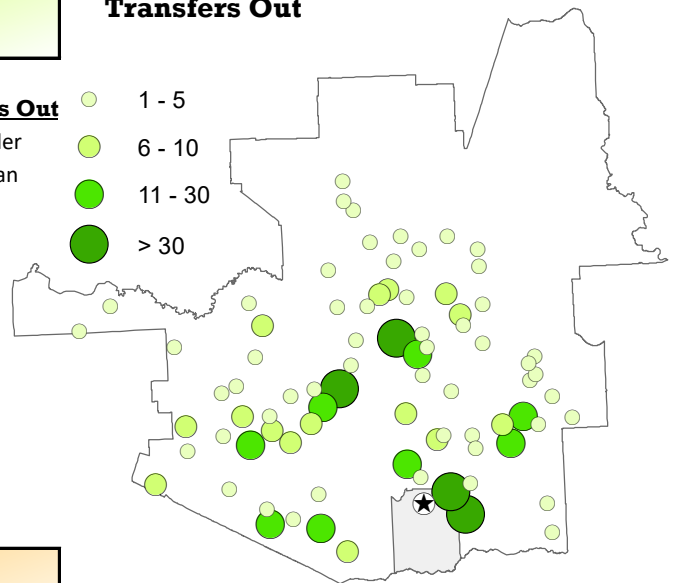 Transfers Out
s Out
ler
an
1 - 5
6 - 10
11 - 30
> 30